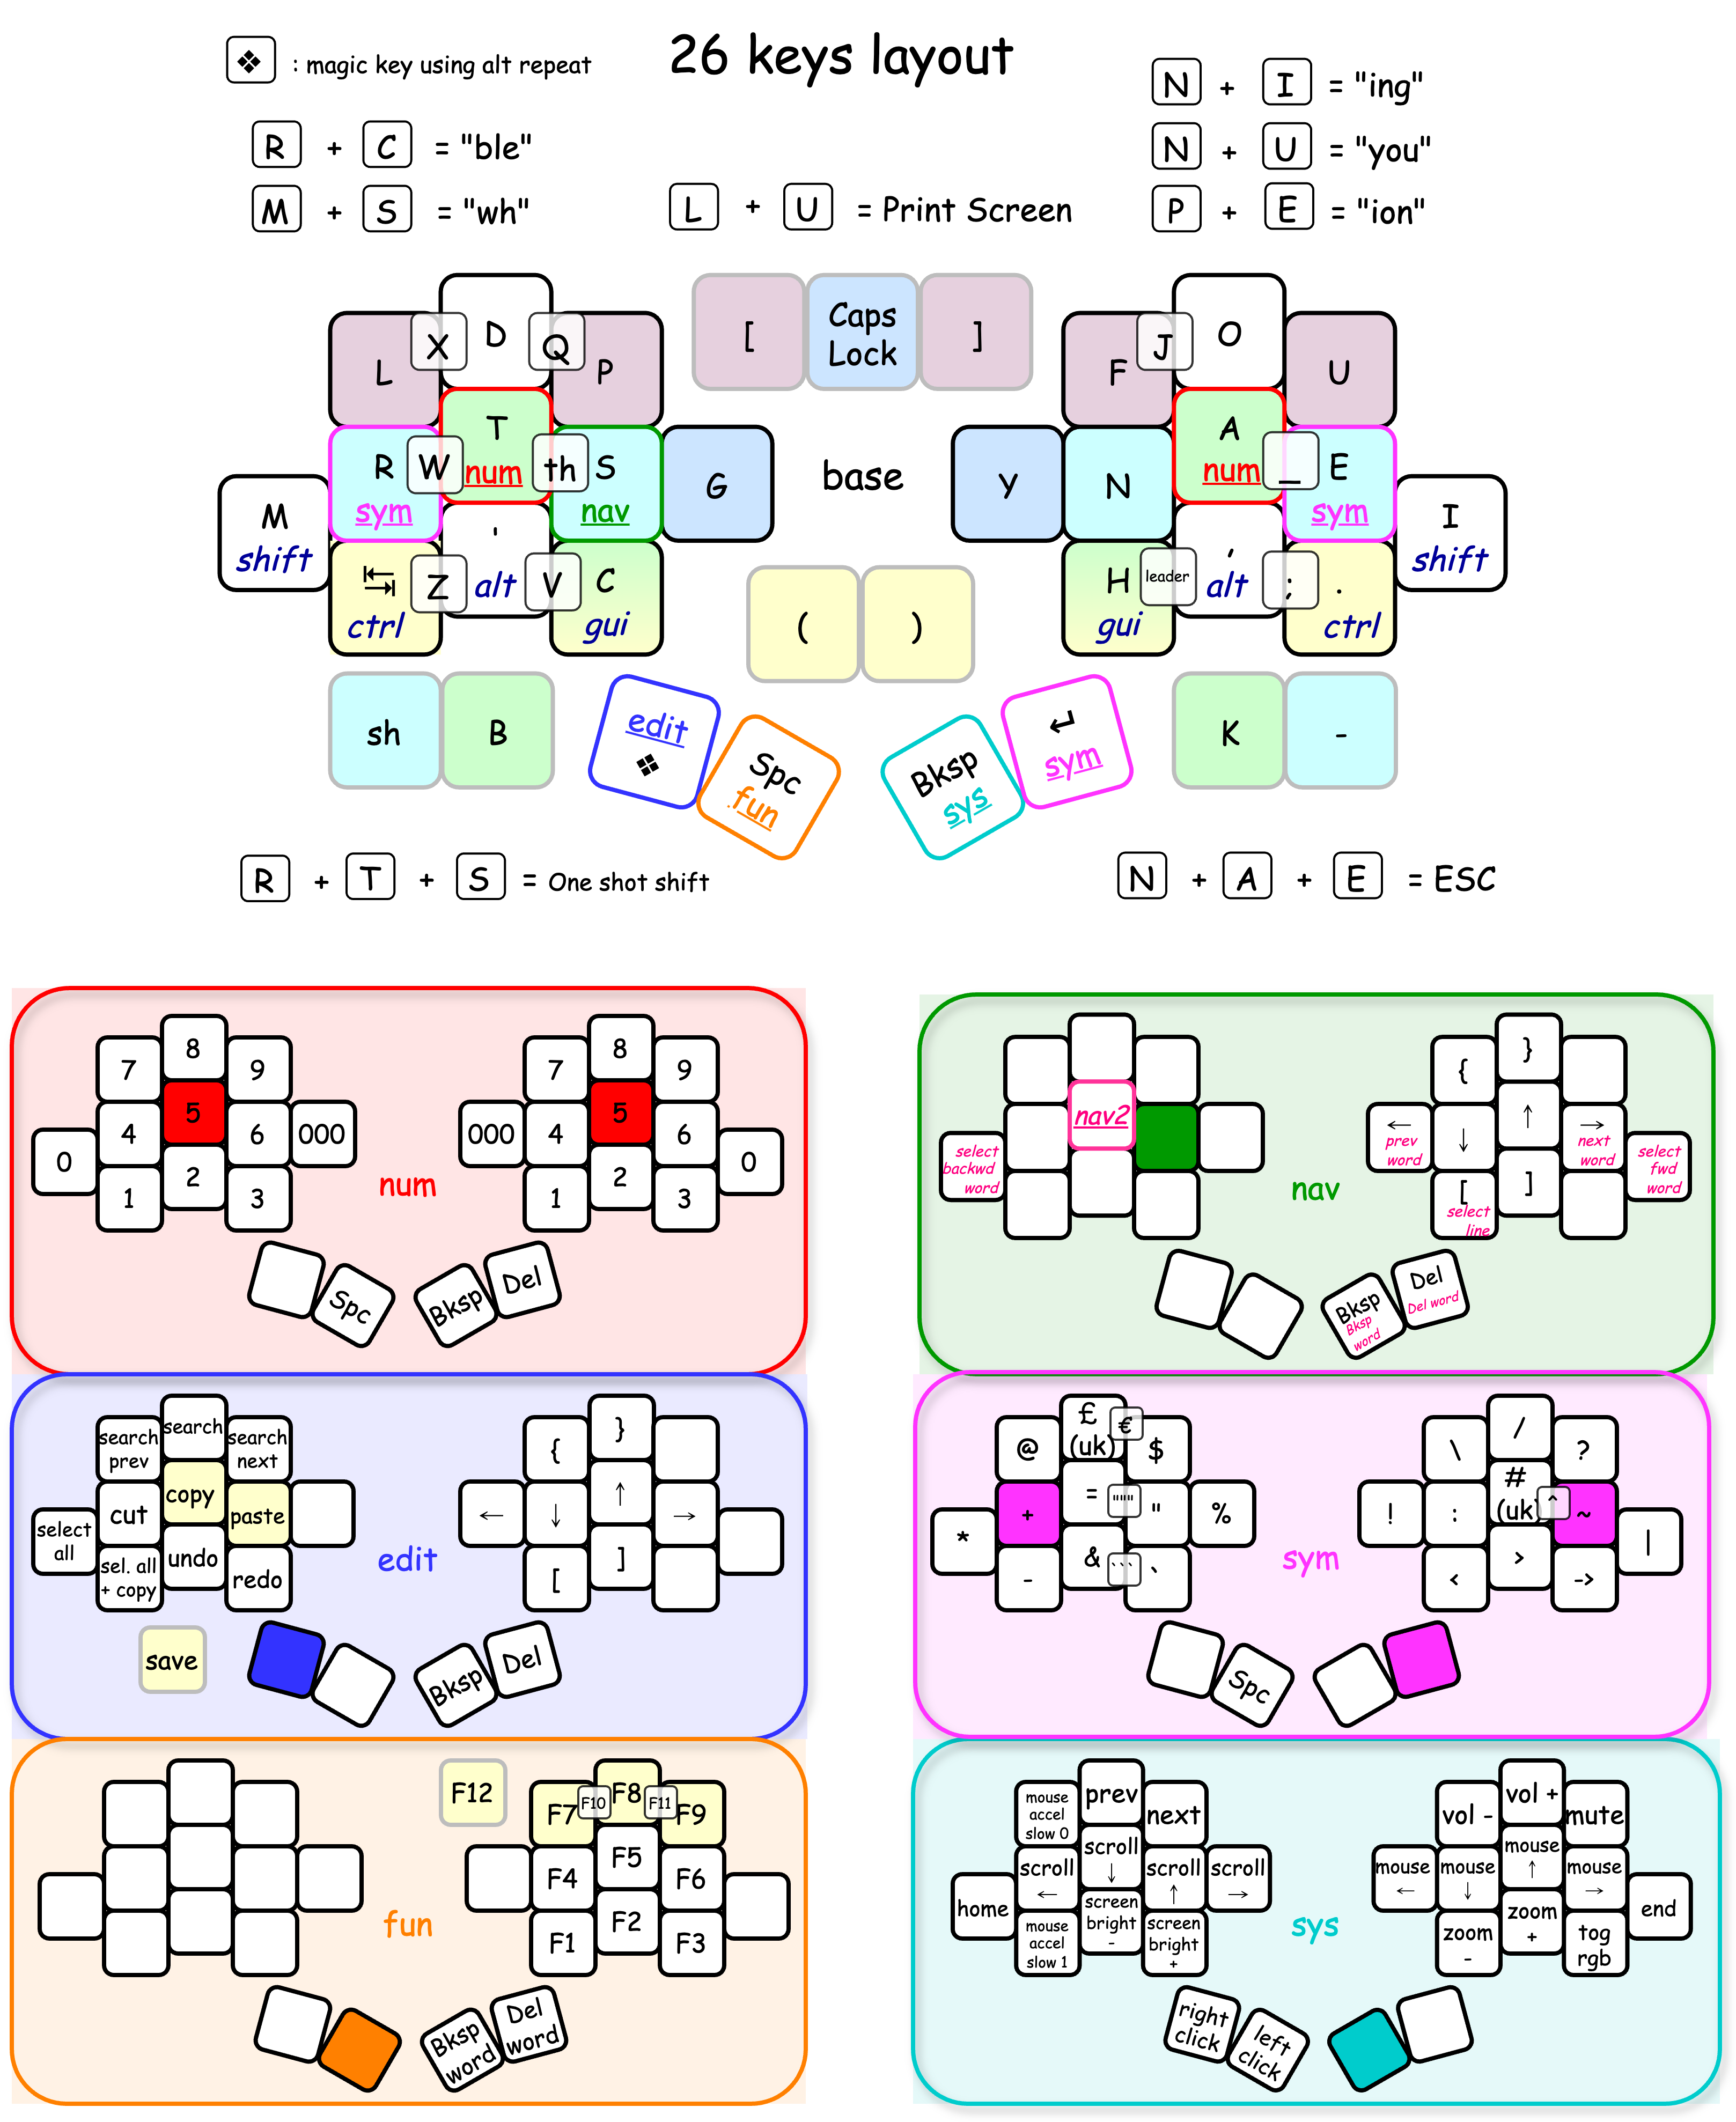 26 keys layout
❖ : magic key using alt repeat
R + C = "ble"
M + S = "wh"
L + U = Print Screen
N + I = "ing"
N + U = "you"
P + E = "ion"
L X D Q P
R sym W T num th S nav G
M shift
⇥ ctrl Z ' alt V C gui
sh B
edit ❖
Spc fun
[ Caps Lock ]
base
( )
F J O U
Y N A num _ E sym
I shift
H gui leader , alt ; . ctrl
K -
Bksp sys
↵ sym
R + T + S = One shot shift
N + A + E = ESC
7 8 9
4 5 6 000
0
1 2 3
Spc
num
7 8 9
000 4 5 6
0
1 2 3
Bksp Del
nav2
select backwd word
nav
{ }
← prev word ↓ ↑ → next word
select fwd word
[ select line ]
Bksp Bksp word
Del Del word
search prev search search next
cut copy paste
select all
sel. all + copy undo redo
save
edit
{ }
← ↓ ↑ →
[ ]
Bksp Del
@ £ (uk) € $
+ = """ " %
*
- & ``` `
Spc
sym
\ / ?
! : # (uk) ^ ~
|
< > ->
fun
F12
F7 F10 F8 F11 F9
F4 F5 F6
F1 F2 F3
Bksp word
Del word
mouse accel slow 0
prev
next
scroll ←
scroll ↓
scroll ↑
scroll →
home
mouse accel slow 1
screen bright -
screen bright +
right click
left click
sys
vol -
vol +
mute
mouse ←
mouse ↓
mouse ↑
mouse →
end
zoom -
zoom +
tog rgb